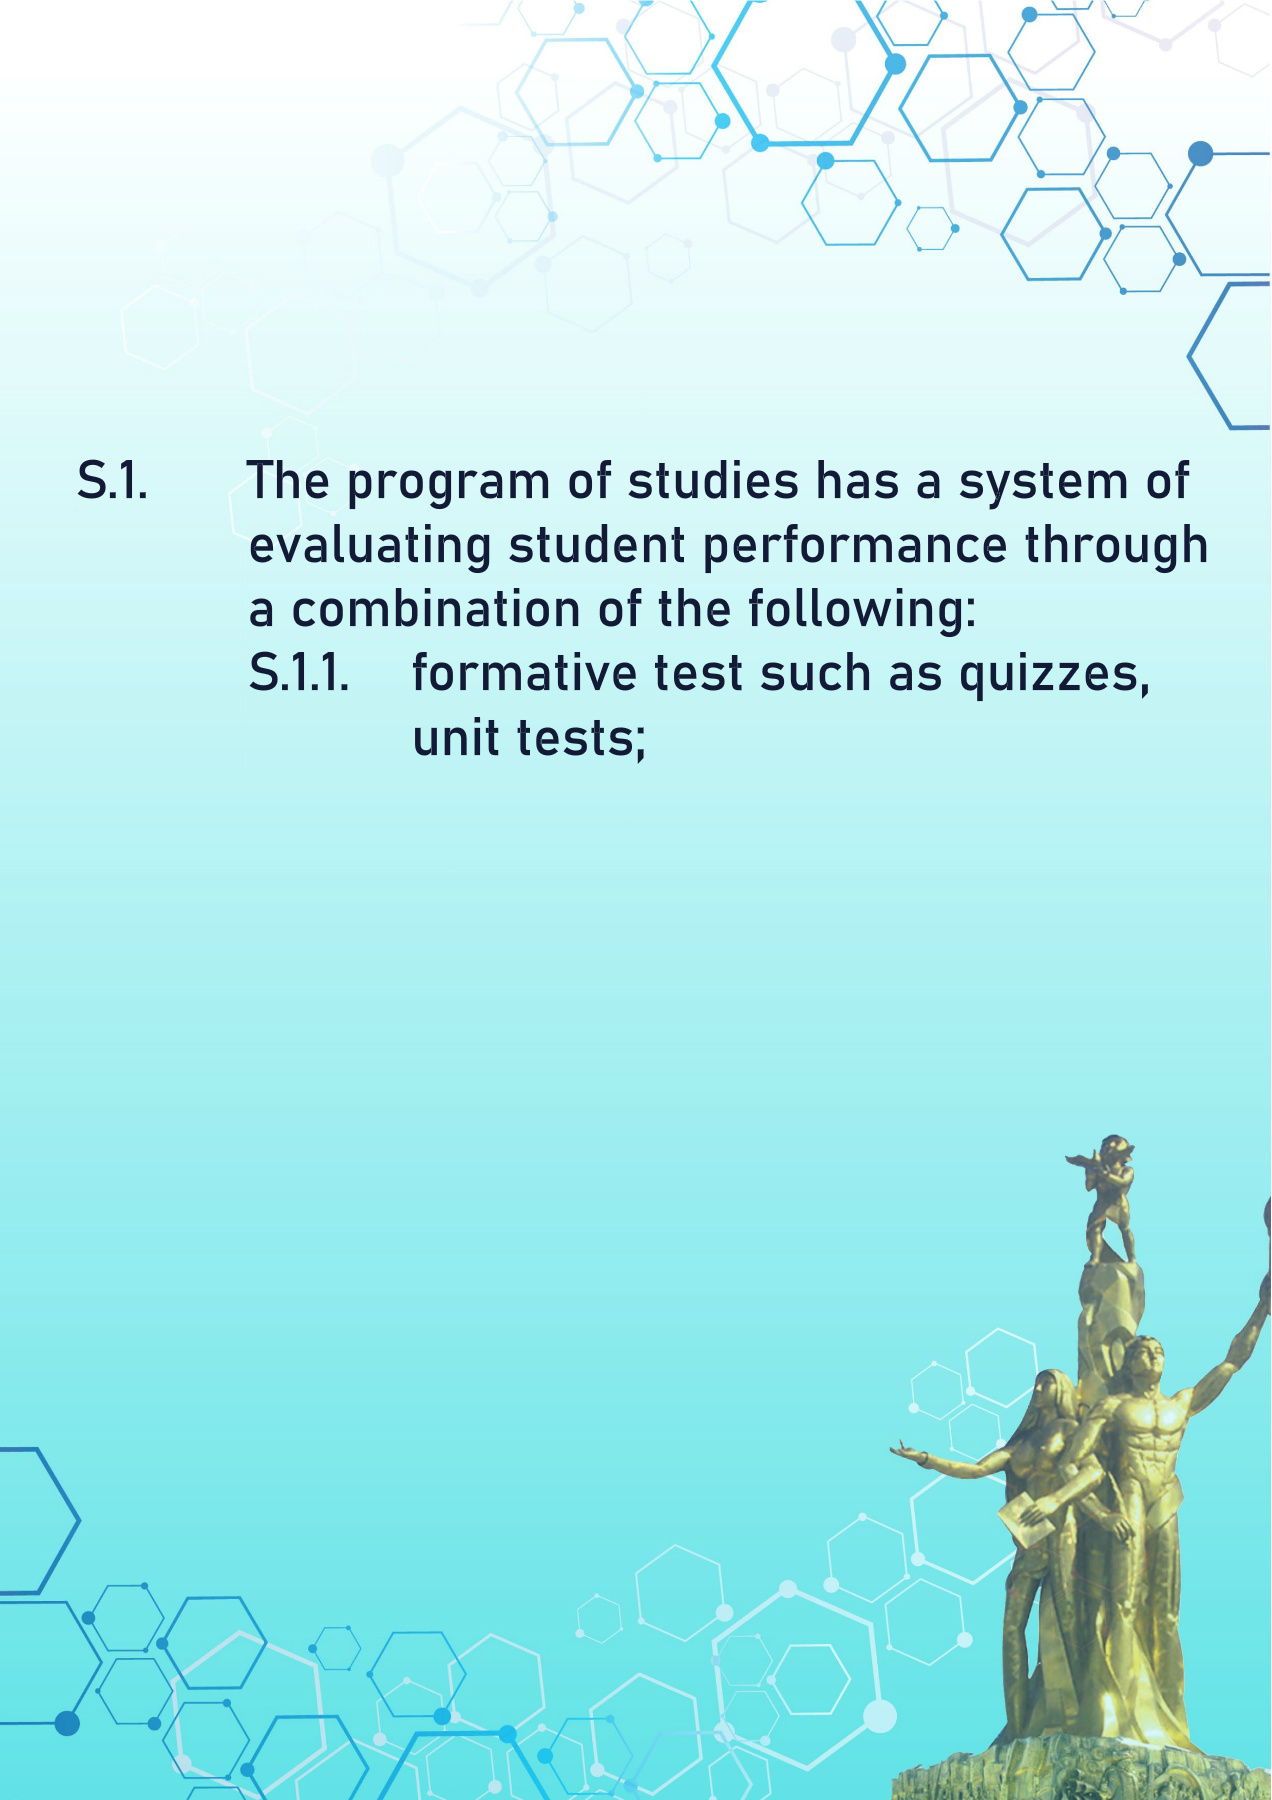 S.1. The program of studies has a system of
evaluating student performance through
a combination of the following:
S.1.1. formative test such as quizzes,
unit tests;